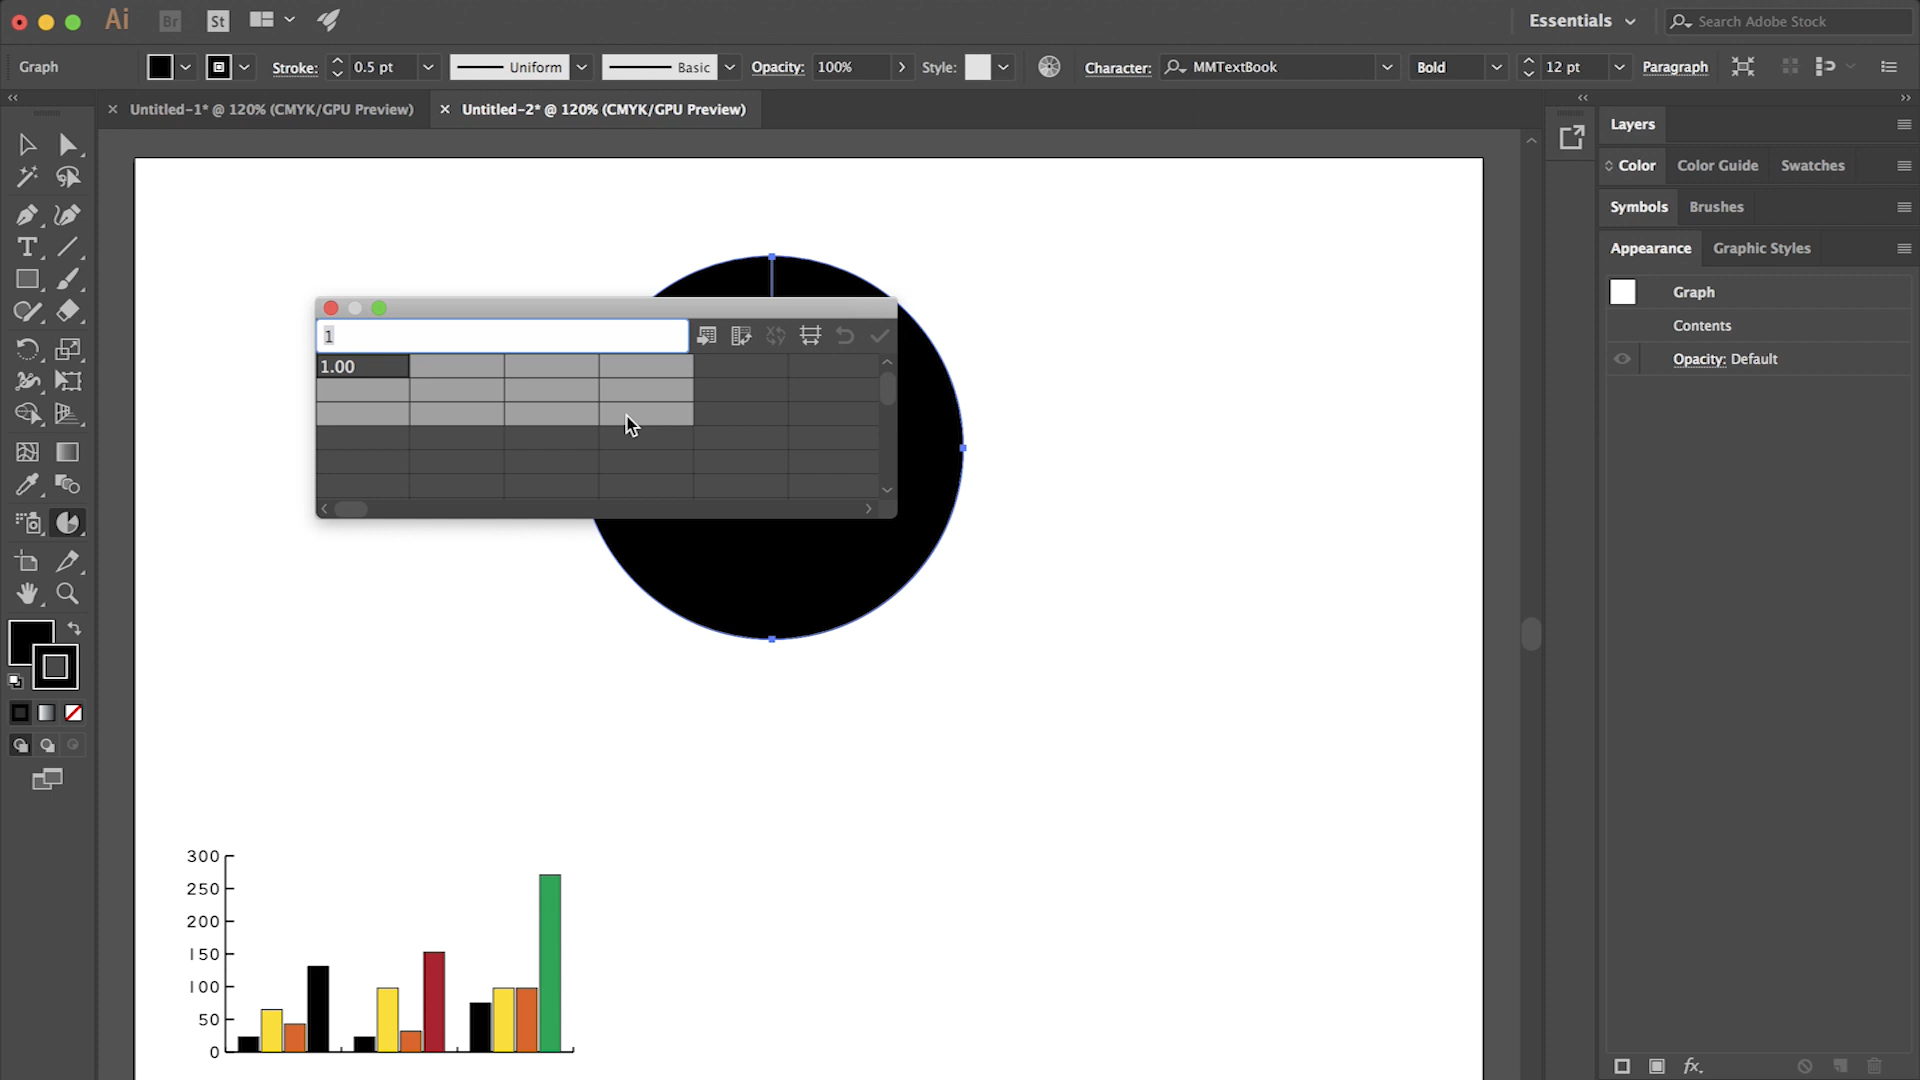 Ai Br St Essentials Search Adobe Stock
Graph Stroke: 0.5 pt Uniform Basic Opacity: 100% Style: Character: MMTextBook Bold 12 pt Paragraph
Untitled-1* @ 120% (CMYK/GPU Preview) Untitled-2* @ 120% (CMYK/GPU Preview)
Layers
Color Color Guide Swatches
Symbols Brushes
Appearance Graphic Styles
Graph
Contents
Opacity: Default
1
1.00
300
250
200
150
100
50
0
fx.